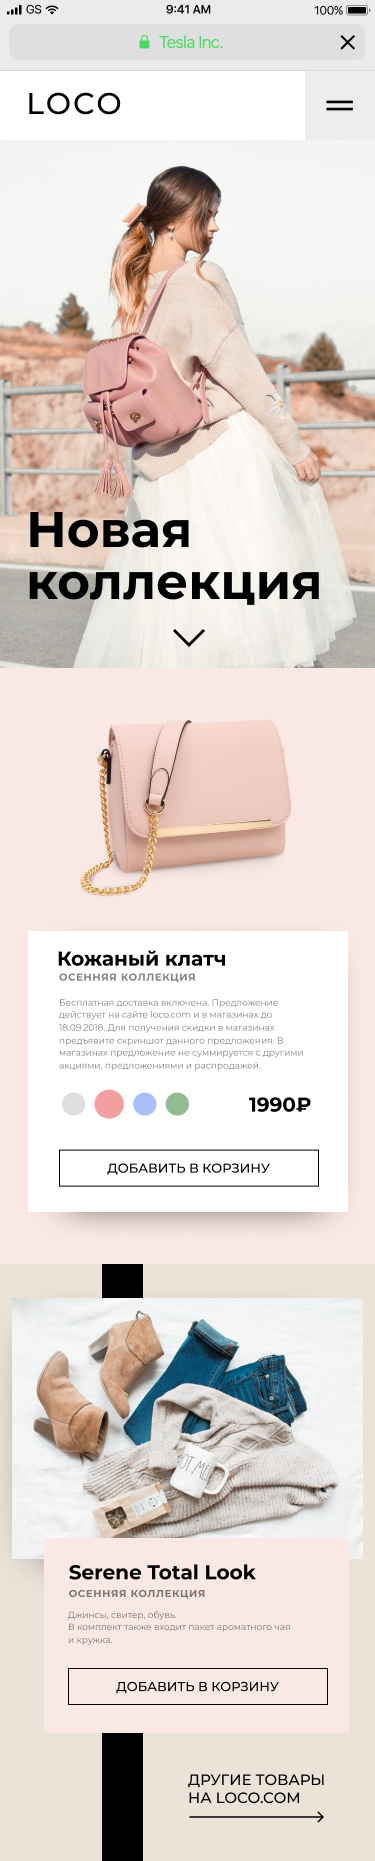 GS 9:41 AM 100%
Tesla Inc.
LOCO
Новая
коллекция
Кожаный клатч
ОСЕННЯЯ КОЛЛЕКЦИЯ
Бесплатная доставка включена. Предложение
действует на сайте loco.com и в магазинах до
18.09.2018. Для получения скидки в магазинах
предъявите скриншот данного предложения. В
магазинах предложение не суммируется с другими
акциями, предложениями и распродажей.
1990₽
ДОБАВИТЬ В КОРЗИНУ
Serene Total Look
ОСЕННЯЯ КОЛЛЕКЦИЯ
Джинсы, свитер, обувь.
В комплект также входит пакет ароматного чая
и кружка.
ДОБАВИТЬ В КОРЗИНУ
ДРУГИЕ ТОВАРЫ
НА LOCO.COM